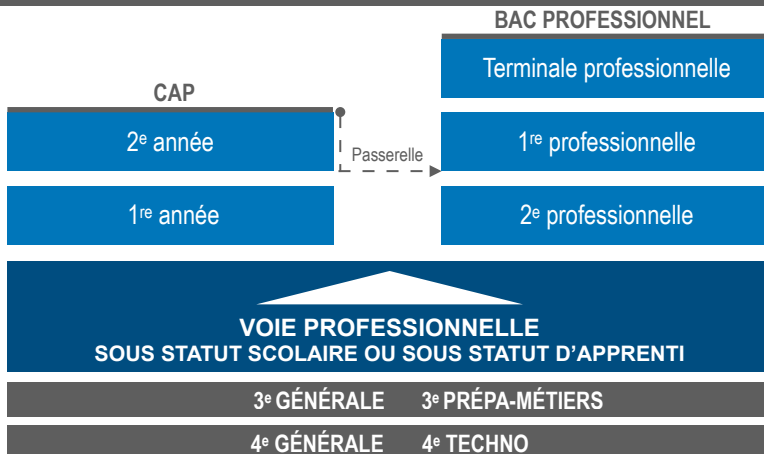 BAC PROFESSIONNEL
Terminale professionnelle
CAP
2e année
Passerelle
1re professionnelle
1re année
2e professionnelle
VOIE PROFESSIONNELLE
SOUS STATUT SCOLAIRE OU SOUS STATUT D’APPRENTI
3e GÉNÉRALE 3e PRÉPA-MÉTIERS
4e GÉNÉRALE 4e TECHNO